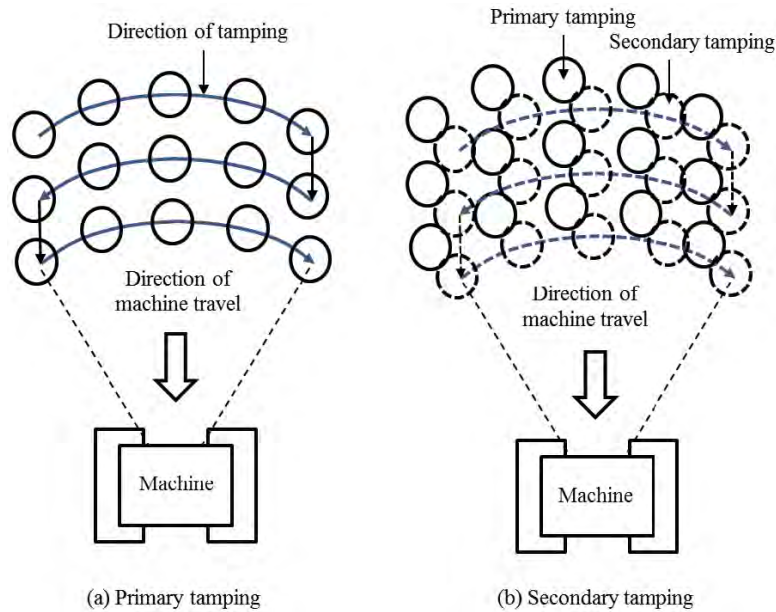 Direction of tamping
Direction of
machine travel
Machine
(a) Primary tamping
Primary tamping
Secondary tamping
Direction of
machine travel
Machine
(b) Secondary tamping